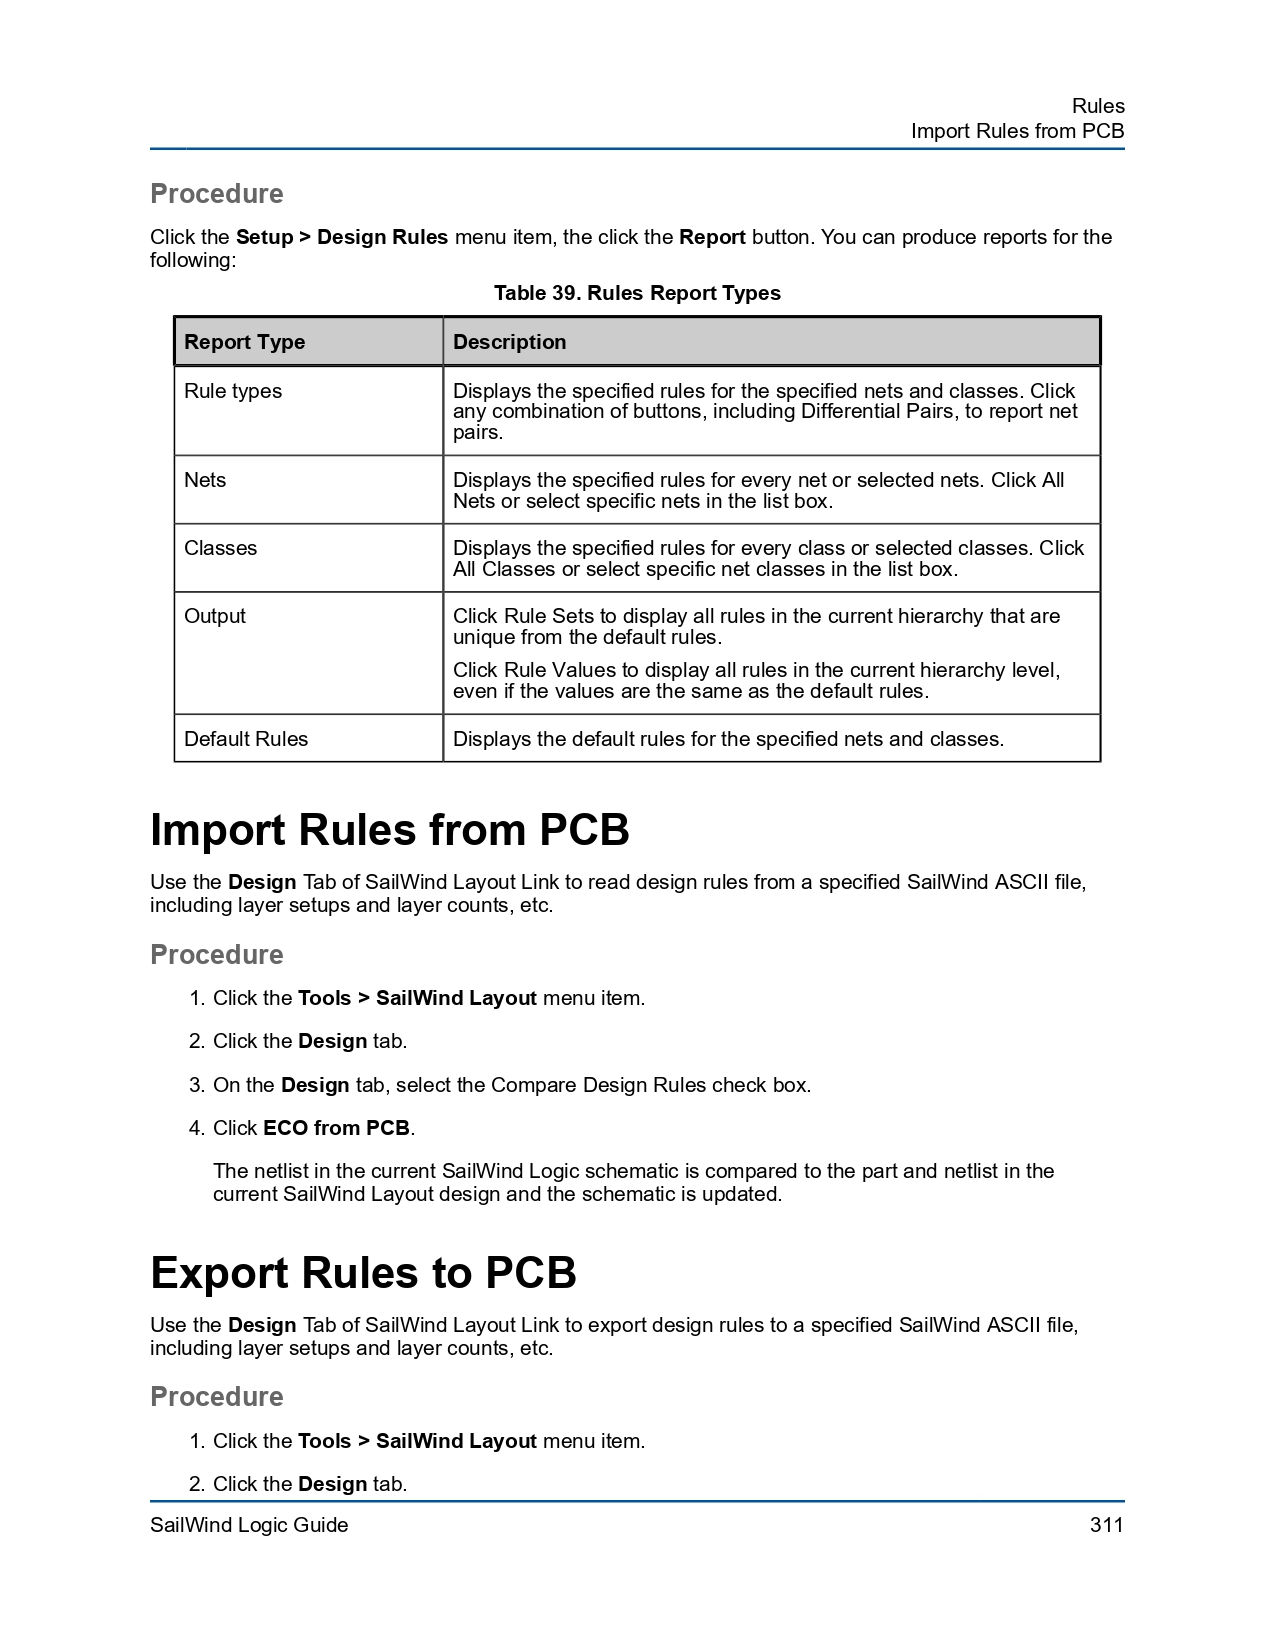 Rules
Import Rules from PCB
Procedure
Click the Setup > Design Rules menu item, the click the Report button. You can produce reports for the
following:
Table 39. Rules Report Types
Report Type
Description
Rule types
Displays the specified rules for the specified nets and classes. Click
any combination of buttons, including Differential Pairs, to report net
pairs.
Nets
Displays the specified rules for every net or selected nets. Click All
Nets or select specific nets in the list box.
Classes
Displays the specified rules for every class or selected classes. Click
All Classes or select specific net classes in the list box.
Output
Click Rule Sets to display all rules in the current hierarchy that are
unique from the default rules.
Click Rule Values to display all rules in the current hierarchy level,
even if the values are the same as the default rules.
Default Rules
Displays the default rules for the specified nets and classes.
Import Rules from PCB
Use the Design Tab of SailWind Layout Link to read design rules from a specified SailWind ASCII file,
including layer setups and layer counts, etc.
Procedure
1. Click the Tools > SailWind Layout menu item.
2. Click the Design tab.
3. On the Design tab, select the Compare Design Rules check box.
4. Click ECO from PCB.
The netlist in the current SailWind Logic schematic is compared to the part and netlist in the
current SailWind Layout design and the schematic is updated.
Export Rules to PCB
Use the Design Tab of SailWind Layout Link to export design rules to a specified SailWind ASCII file,
including layer setups and layer counts, etc.
Procedure
1. Click the Tools > SailWind Layout menu item.
2. Click the Design tab.
SailWind Logic Guide
311